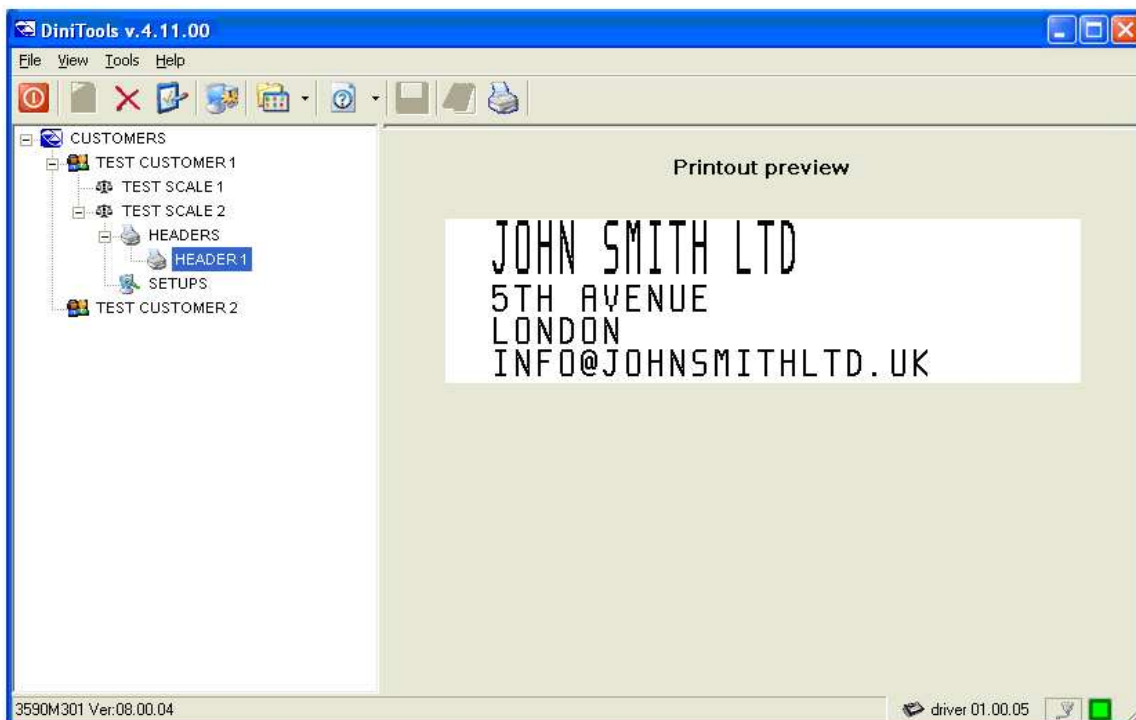 DiniTools v.4.11.00
File View Tools Help
CUSTOMERS
TEST CUSTOMER 1
TEST SCALE 1
TEST SCALE 2
HEADERS
HEADER 1
SETUPS
TEST CUSTOMER 2
Printout preview
JOHN SMITH LTD
5TH AVENUE
LONDON
INFO@JOHNSMITHLTD.UK
3590M301 Ver:08.00.04
driver 01.00.05